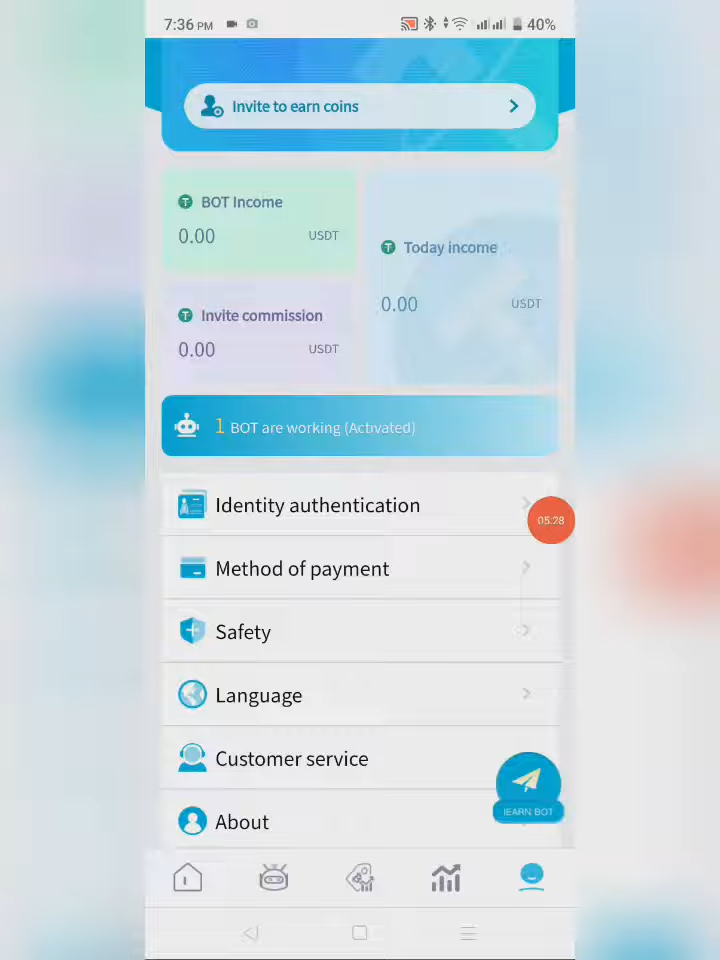 7:36 PM
40%
Invite to earn coins
BOT Income
0.00 USDT
Today income
0.00 USDT
Invite commission
0.00 USDT
1 BOT are working (Activated)
Identity authentication
05:28
Method of payment
Safety
Language
Customer service
IEARN BOT
About